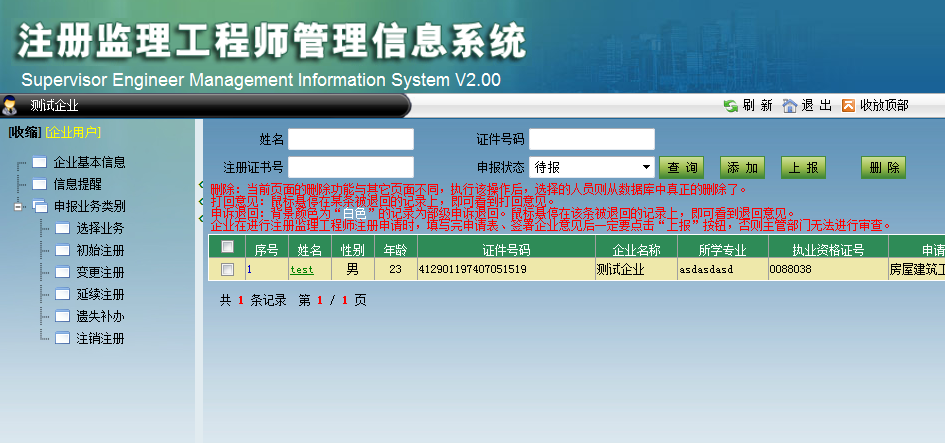 注册监理工程师管理信息系统
Supervisor Engineer Management Information System V2.00
测试企业
刷 新 退 出 收放顶部
[收缩] [企业用户]
企业基本信息
信息提醒
申报业务类别
选择业务
初始注册
变更注册
延续注册
遗失补办
注销注册
姓名 证件号码
注册证书号 申报状态 待报 查 询 添 加 上 报 删 除
删除：当前页面的删除功能与其它页面不同，执行该操作后，选择的人员则从数据库中真正的删除了。
打回意见：鼠标悬停在某条被退回的记录上，即可看到打回意见。
申诉退回：背景颜色为“白色”的记录为部级申诉退回。鼠标悬停在该条被退回的记录上，即可看到退回意见。
企业在进行注册监理工程师注册申请时，填写完申请表、签署企业意见后一定要点击“上报”按钮，否则主管部门无法进行审查。
序号 姓名 性别 年龄 证件号码 企业名称 所学专业 执业资格证号 申请
1 test 男 23 412901197407051519 测试企业 asdasdasd 0088038 房屋建筑工
共 1 条记录 第 1 / 1 页